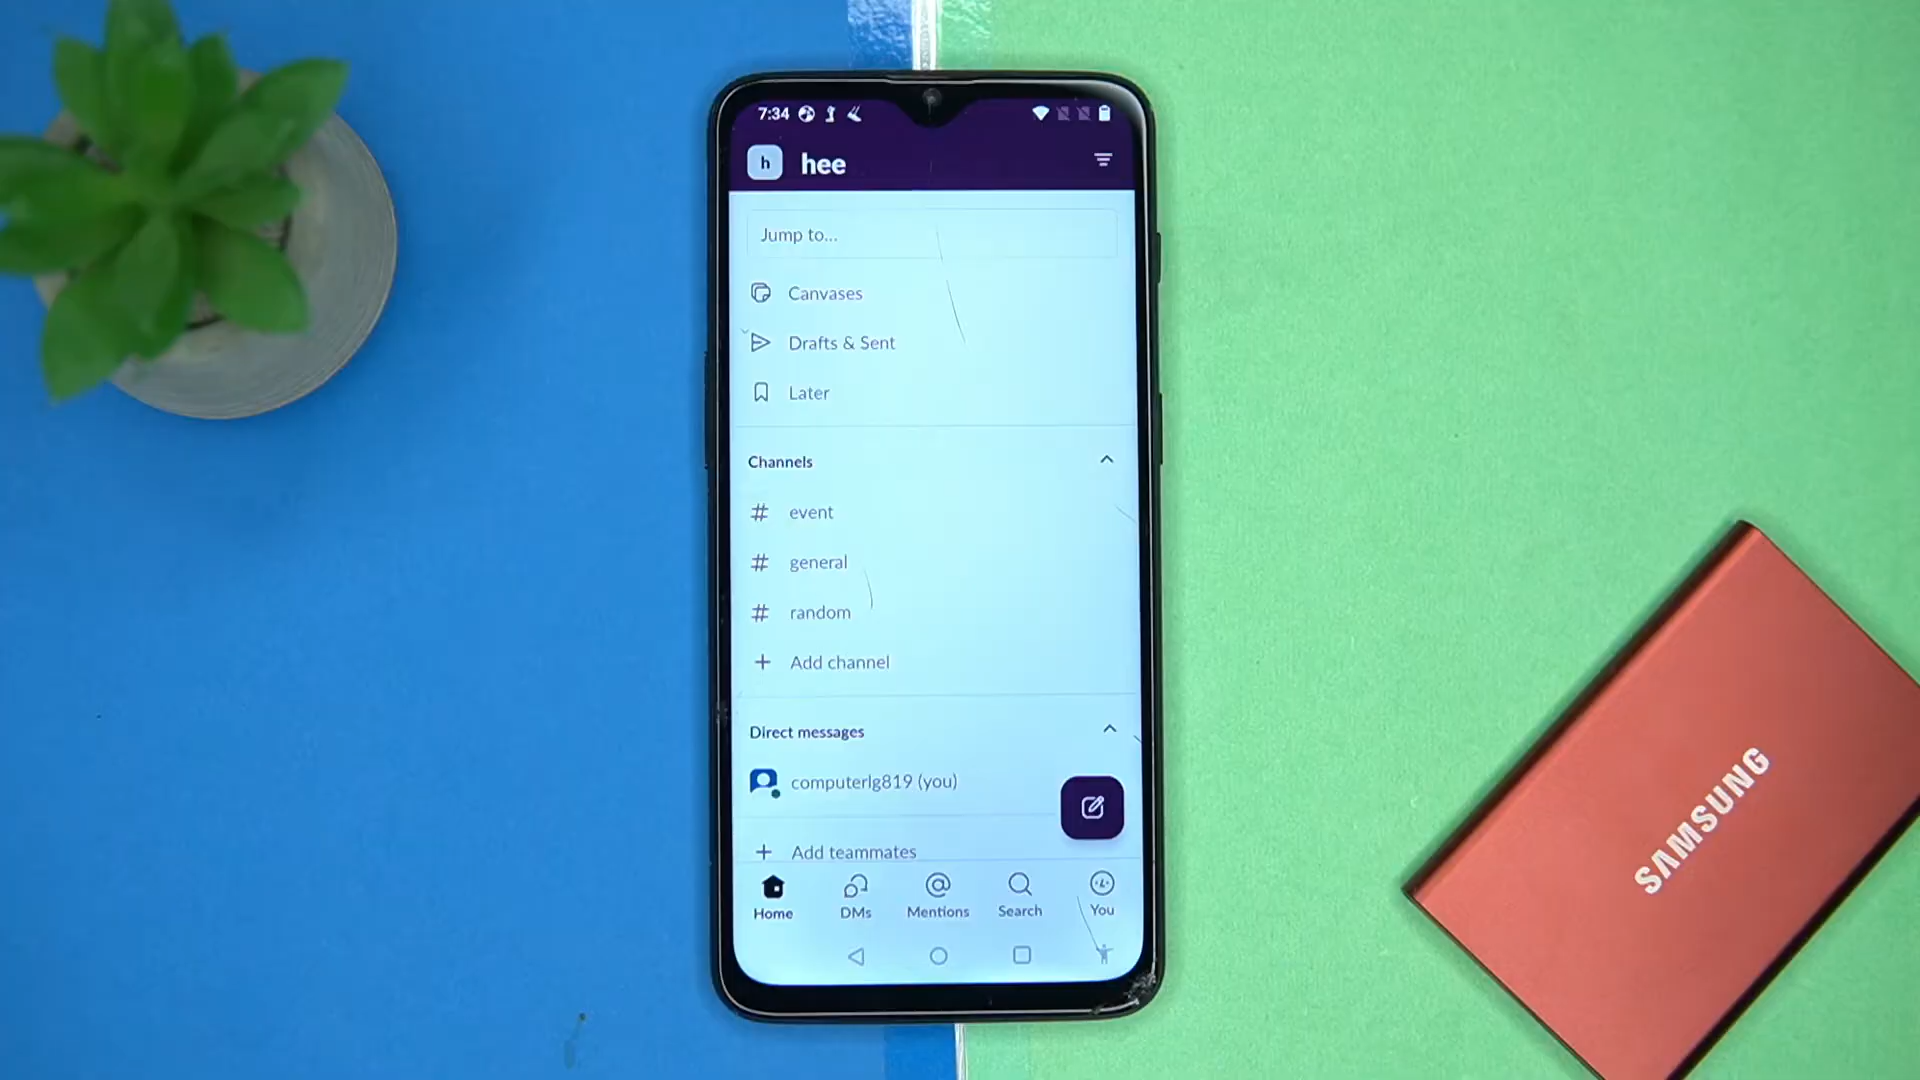 7:34
h hee
Jump to...
Canvases
Drafts & Sent
Later
Channels
# event
# general
# random
+ Add channel
Direct messages
computerlg819 (you)
+ Add teammates
Home DMs Mentions Search You
SAMSUNG